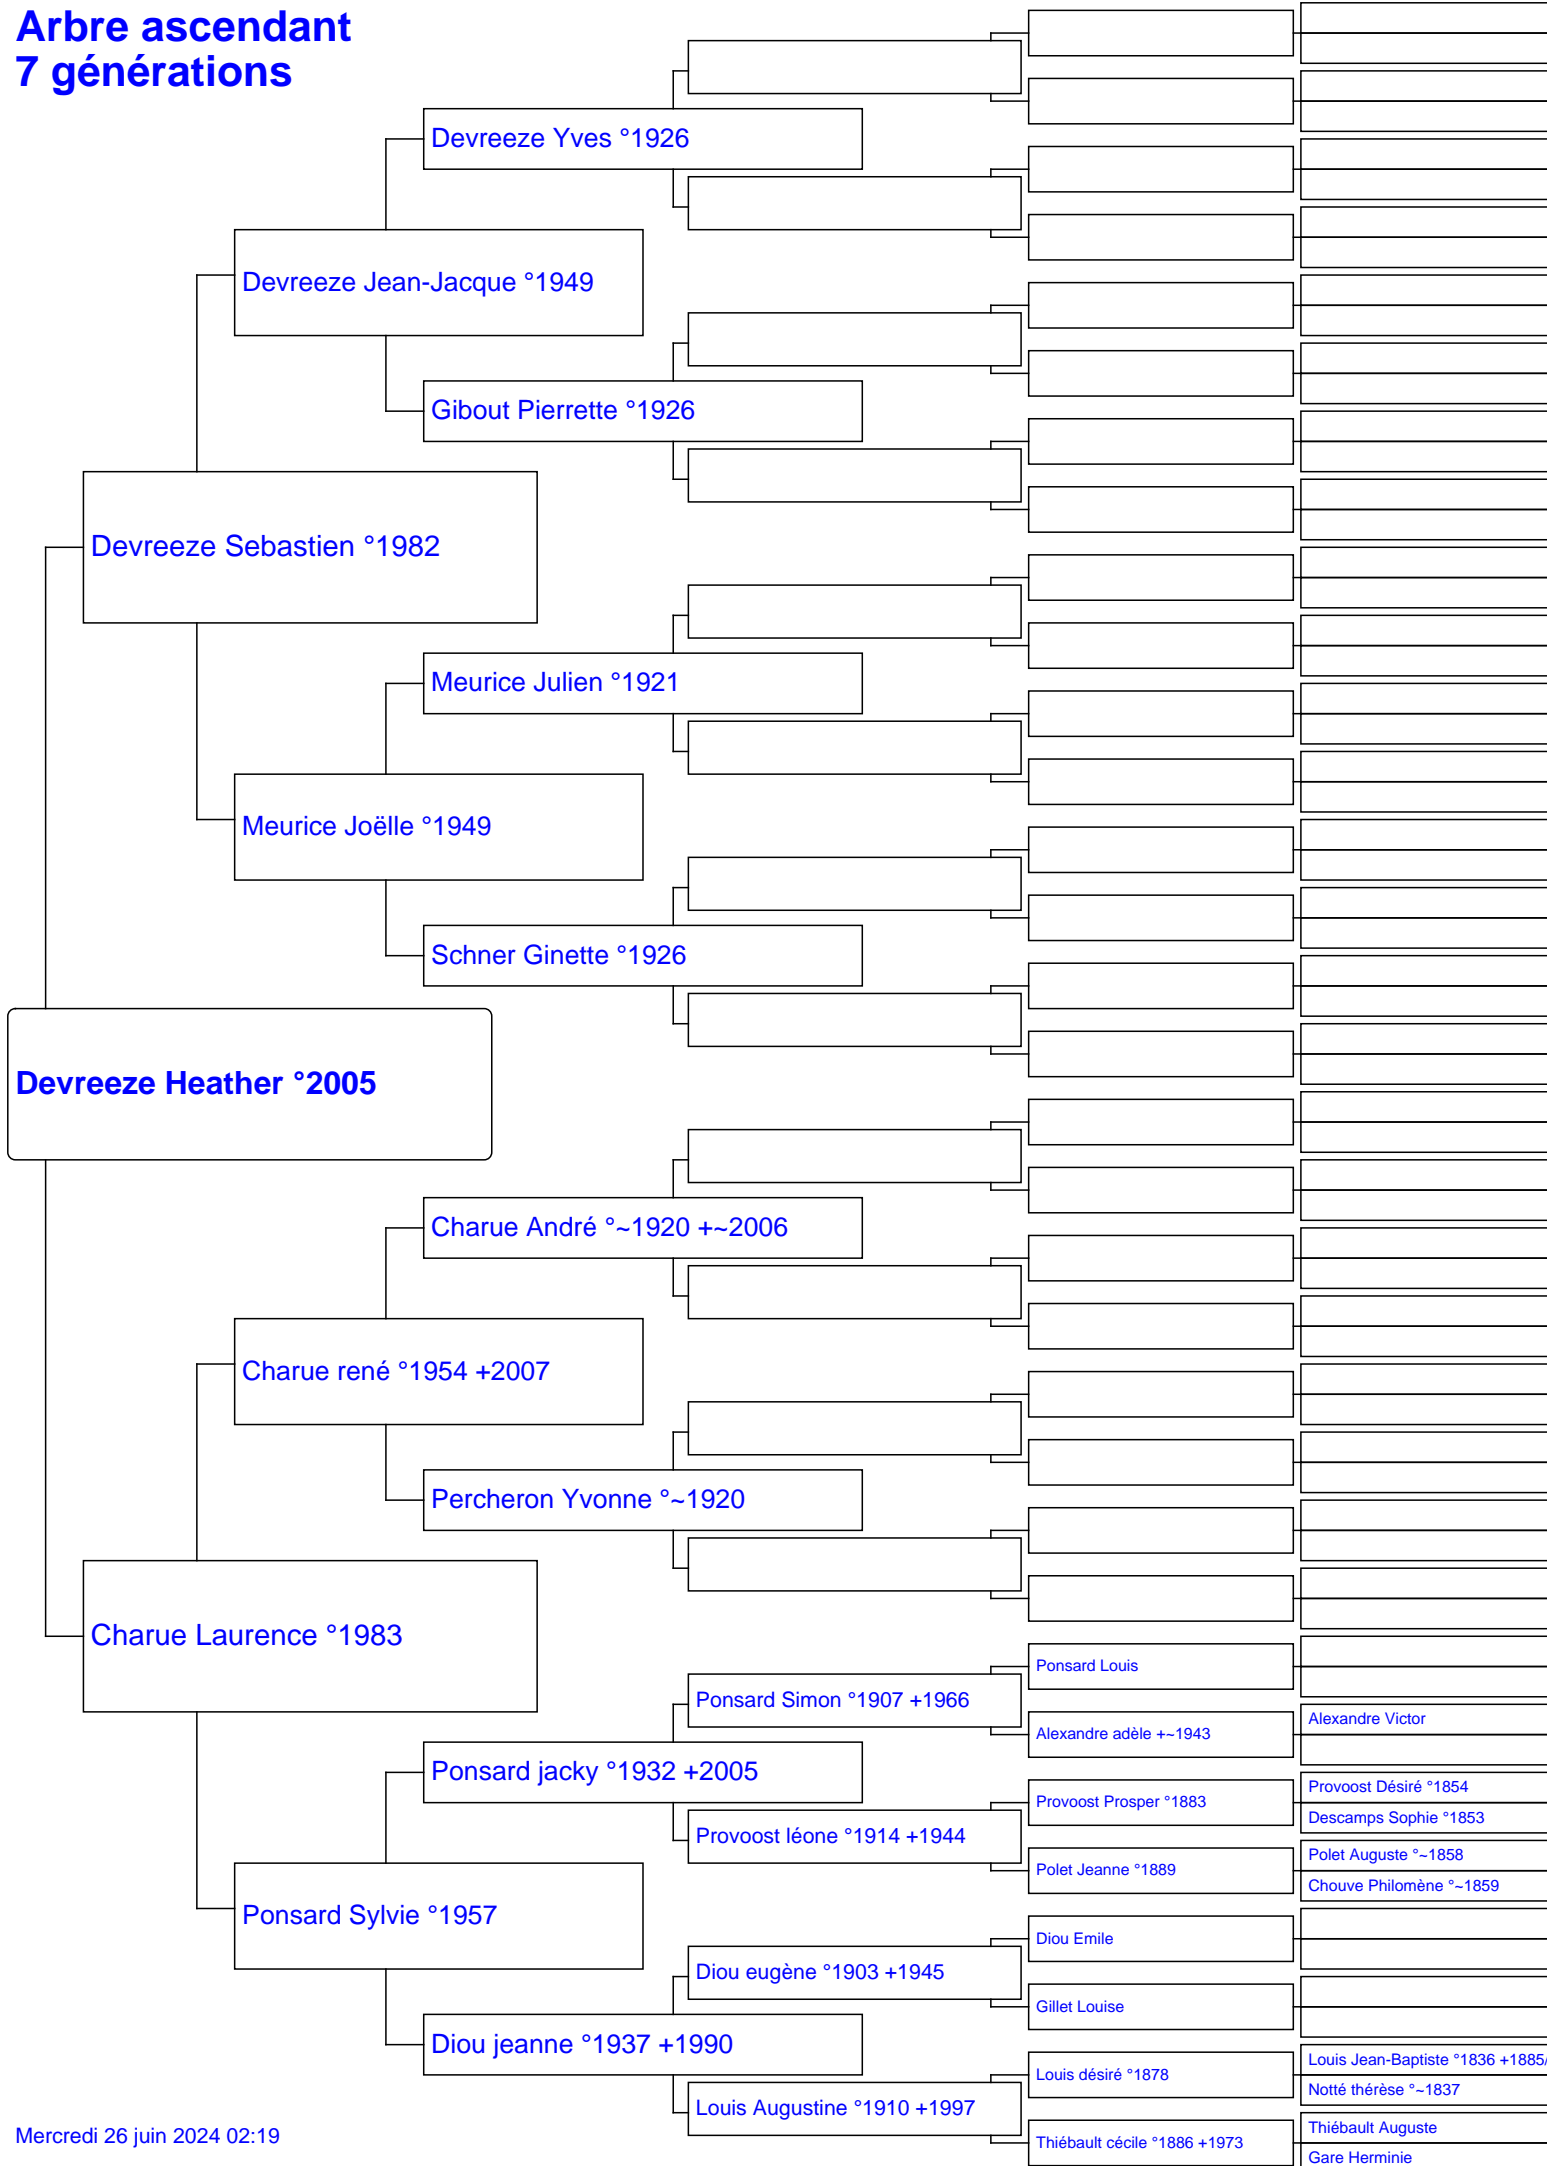 Arbre ascendant
7 générations
Devreeze Yves °1926
Devreeze Jean-Jacque °1949
Gibout Pierrette °1926
Devreeze Sebastien °1982
Meurice Julien °1921
Meurice Joëlle °1949
Schner Ginette °1926
Devreeze Heather °2005
Charue André °~1920 +~2006
Charue rené °1954 +2007
Percheron Yvonne °~1920
Charue Laurence °1983
Ponsard Louis
Ponsard Simon °1907 +1966
Alexandre adèle +~1943
Alexandre Victor
Ponsard jacky °1932 +2005
Provoost Prosper °1883
Provoost Désiré °1854
Descamps Sophie °1853
Provoost léone °1914 +1944
Polet Jeanne °1889
Polet Auguste °~1858
Chouve Philomène °~1859
Ponsard Sylvie °1957
Diou Emile
Diou eugène °1903 +1945
Gillet Louise
Diou jeanne °1937 +1990
Louis désiré °1878
Louis Jean-Baptiste °1836 +1885/
Notté thérèse °~1837
Louis Augustine °1910 +1997
Thiébault cécile °1886 +1973
Thiébault Auguste
Gare Herminie
Mercredi 26 juin 2024 02:19